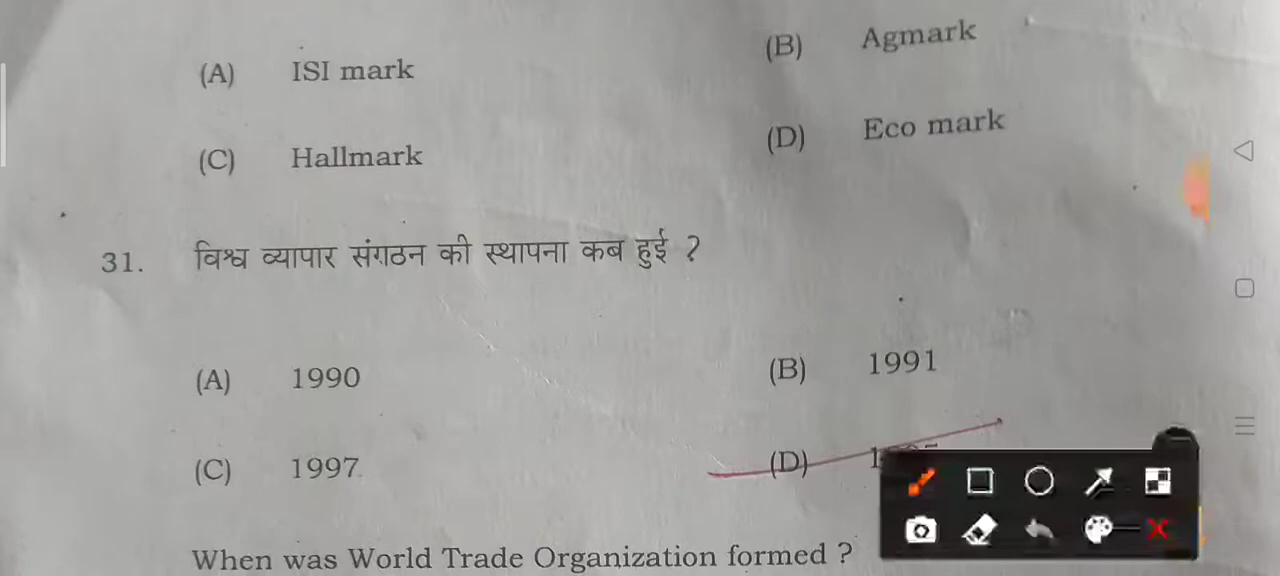 (B) Agmark
(A) ISI mark
(D) Eco mark
(C) Hallmark
31. विश्व व्यापार संगठन की स्थापना कब हुई ?
(A) 1990
(B) 1991
(C) 1997
(D)
When was World Trade Organization formed ?